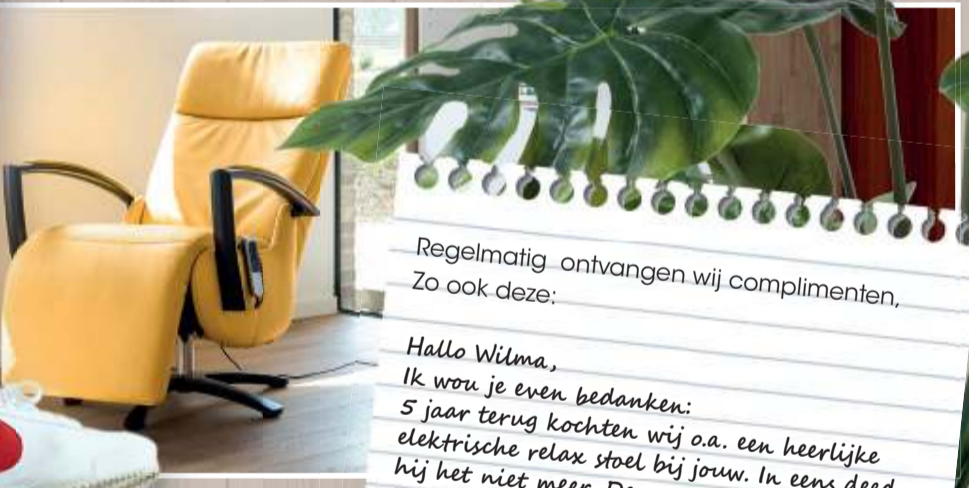 Regelmatig ontvangen wij complimenten,
Zo ook deze:
Hallo Wilma,
Ik wou je even bedanken:
5 jaar terug kochten wij o.a. een heerlijke
elektrische relax stoel bij jouw. In eens deed
hij het niet meer.